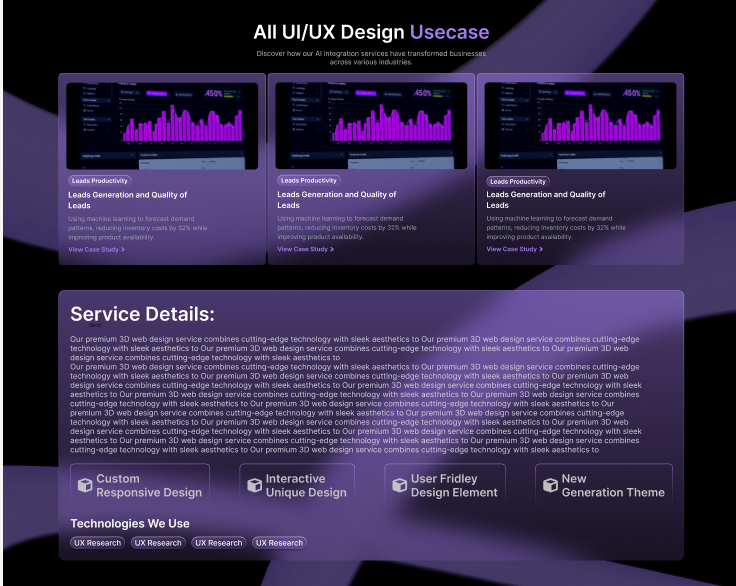 All UI/UX Design Usecase
Discover how our AI integration services have transformed businesses
across various industries.
.450%
.450%
.450%
Leads Productivity
Leads Generation and Quality of
Leads
Using machine learning to forecast demand
patterns, reducing inventory costs by 32% while
improving product availability.
View Case Study
Leads Productivity
Leads Generation and Quality of
Leads
Using machine learning to forecast demand
patterns, reducing inventory costs by 32% while
improving product availability.
View Case Study
Leads Productivity
Leads Generation and Quality of
Leads
Using machine learning to forecast demand
patterns, reducing inventory costs by 32% while
improving product availability.
View Case Study
Service Details:
Our premium 3D web design service combines cutting-edge technology with sleek aesthetics to Our premium 3D web design service combines cutting-edge
technology with sleek aesthetics to Our premium 3D web design service combines cutting-edge technology with sleek aesthetics to Our premium 3D web
design service combines cutting-edge technology with sleek aesthetics to
Our premium 3D web design service combines cutting-edge technology with sleek aesthetics to Our premium 3D web design service combines cutting-edge
technology with sleek aesthetics to Our premium 3D web design service combines cutting-edge technology with sleek aesthetics to Our premium 3D web
design service combines cutting-edge technology with sleek aesthetics to Our premium 3D web design service combines cutting-edge technology with sleek
aesthetics to Our premium 3D web design service combines cutting-edge technology with sleek aesthetics to Our premium 3D web design service combines
cutting-edge technology with sleek aesthetics to Our premium 3D web design service combines cutting-edge technology with sleek aesthetics to Our
premium 3D web design service combines cutting-edge technology with sleek aesthetics to Our premium 3D web design service combines cutting-edge
technology with sleek aesthetics to Our premium 3D web design service combines cutting-edge technology with sleek aesthetics to Our premium 3D web
design service combines cutting-edge technology with sleek aesthetics to Our premium 3D web design service combines cutting-edge technology with sleek
aesthetics to Our premium 3D web design service combines cutting-edge technology with sleek aesthetics to Our premium 3D web design service combines
cutting-edge technology with sleek aesthetics to Our premium 3D web design service combines cutting-edge technology with sleek aesthetics to
Custom
Responsive Design
Interactive
Unique Design
User Fridley
Design Element
New
Generation Theme
Technologies We Use
UX Research
UX Research
UX Research
UX Research